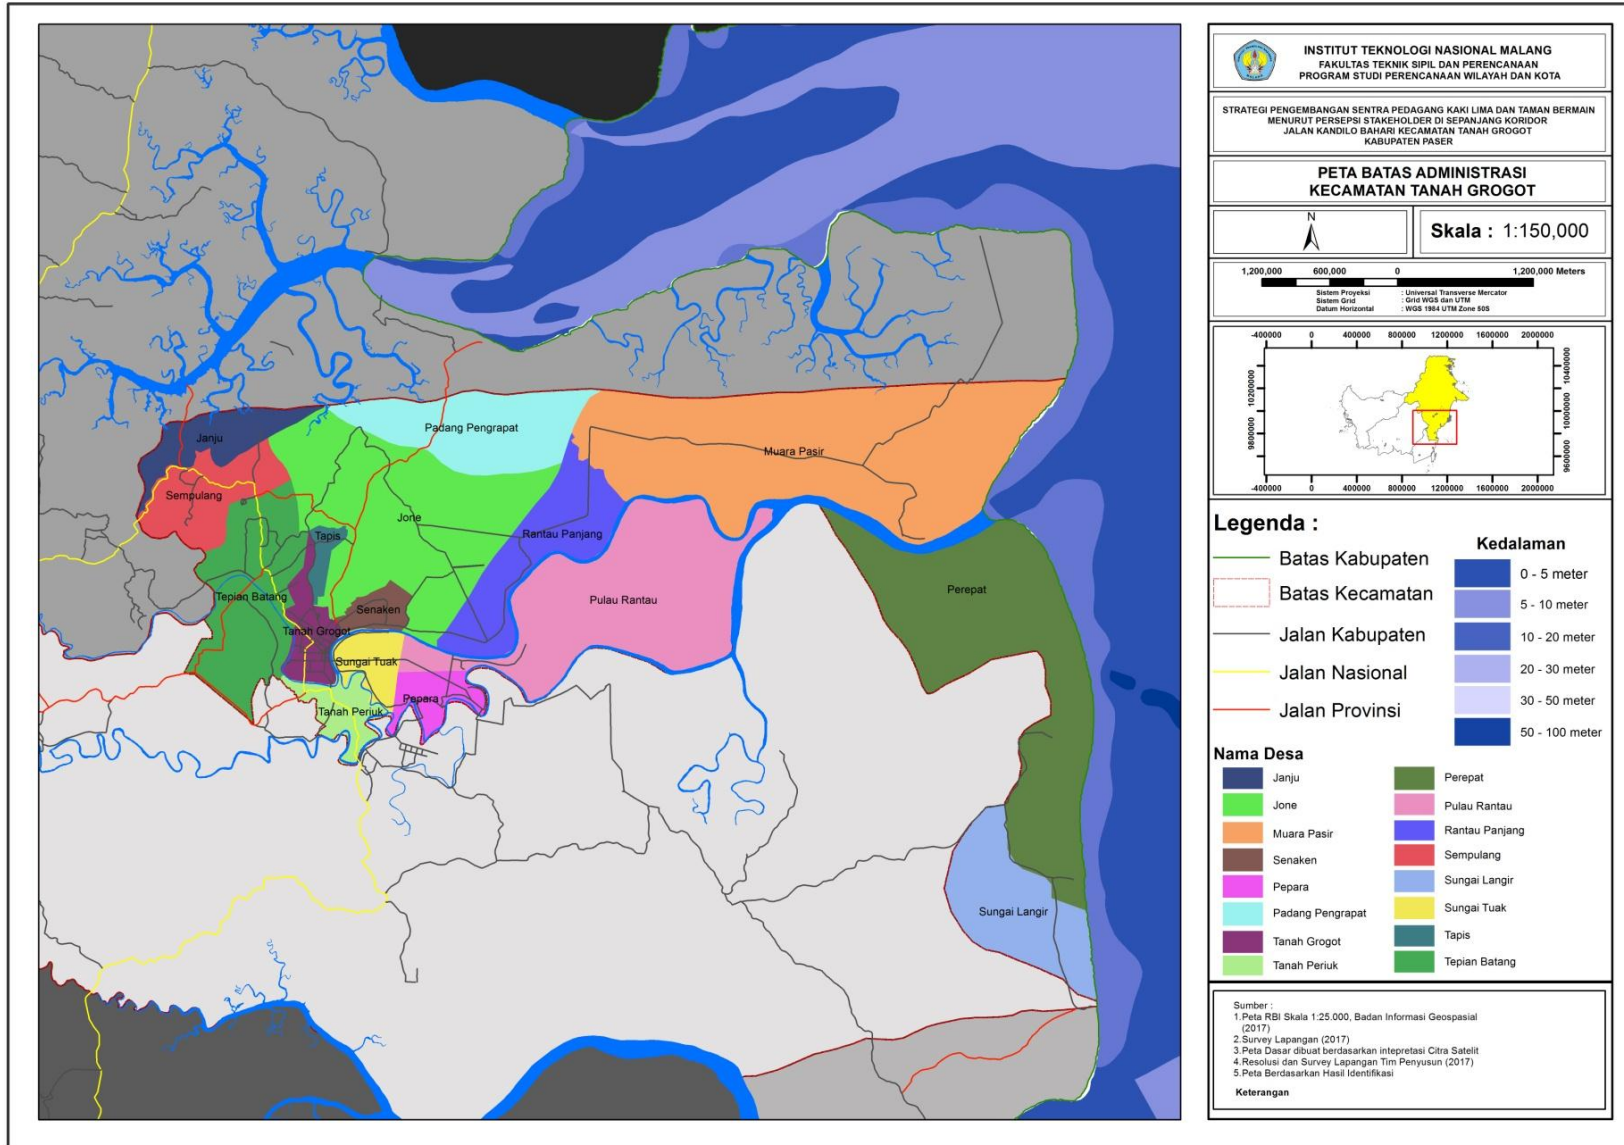 INSTITUT TEKNOLOGI NASIONAL MALANG
FAKULTAS TEKNIK SIPIL DAN PERENCANAAN
PROGRAM STUDI PERENCANAAN WILAYAH DAN KOTA
STRATEGI PENGEMBANGAN SENTRA PEDAGANG KAKI LIMA DAN TAMAN BERMAIN
MENURUT PERSEPSI STAKEHOLDER DI SEPANJANG KORIDOR
JALAN KANDILO BAHARI KECAMATAN TANAH GROGOT
KABUPATEN PASER
PETA BATAS ADMINISTRASI
KECAMATAN TANAH GROGOT
N
Skala : 1:150,000
1,200,000 600,000 0 1,200,000 Meters
Sistem Proyeksi : Universal Transverse Mercator
Sistem Grid : Grid WGS dan UTM
Datum Horizontal : WGS 1984 UTM Zone 50S
-400000 0 400000 800000 1200000 1600000 2000000
10400000
10200000
10000000
9800000
9600000
10400000
10200000
10000000
9800000
9600000
-400000 0 400000 800000 1200000 1600000 2000000
Legenda :
Batas Kabupaten
Batas Kecamatan
Jalan Kabupaten
Jalan Nasional
Jalan Provinsi
Kedalaman
0 - 5 meter
5 - 10 meter
10 - 20 meter
20 - 30 meter
30 - 50 meter
50 - 100 meter
Nama Desa
Janju
Jone
Muara Pasir
Senaken
Pepara
Padang Pengrapat
Tanah Grogot
Tanah Periuk
Perepat
Pulau Rantau
Rantau Panjang
Sempulang
Sungai Langir
Sungai Tuak
Tapis
Tepian Batang
Sumber :
1.Peta RBI Skala 1:25.000, Badan Informasi Geospasial
(2017)
2.Survey Lapangan (2017)
3.Peta Dasar dibuat berdasarkan intepretasi Citra Satelit
4.Resolusi dan Survey Lapangan Tim Penyusun (2017)
5.Peta Berdasarkan Hasil Identifikasi
Keterangan
Janju
Padang Pengrapat
Muara Pasir
Sempulang
Jone
Tapis
Rantau Panjang
Tepian Batang
Senaken
Pulau Rantau
Perepat
Tanah Grogot
Sungai Tuak
Pepara
Tanah Periuk
Sungai Langir